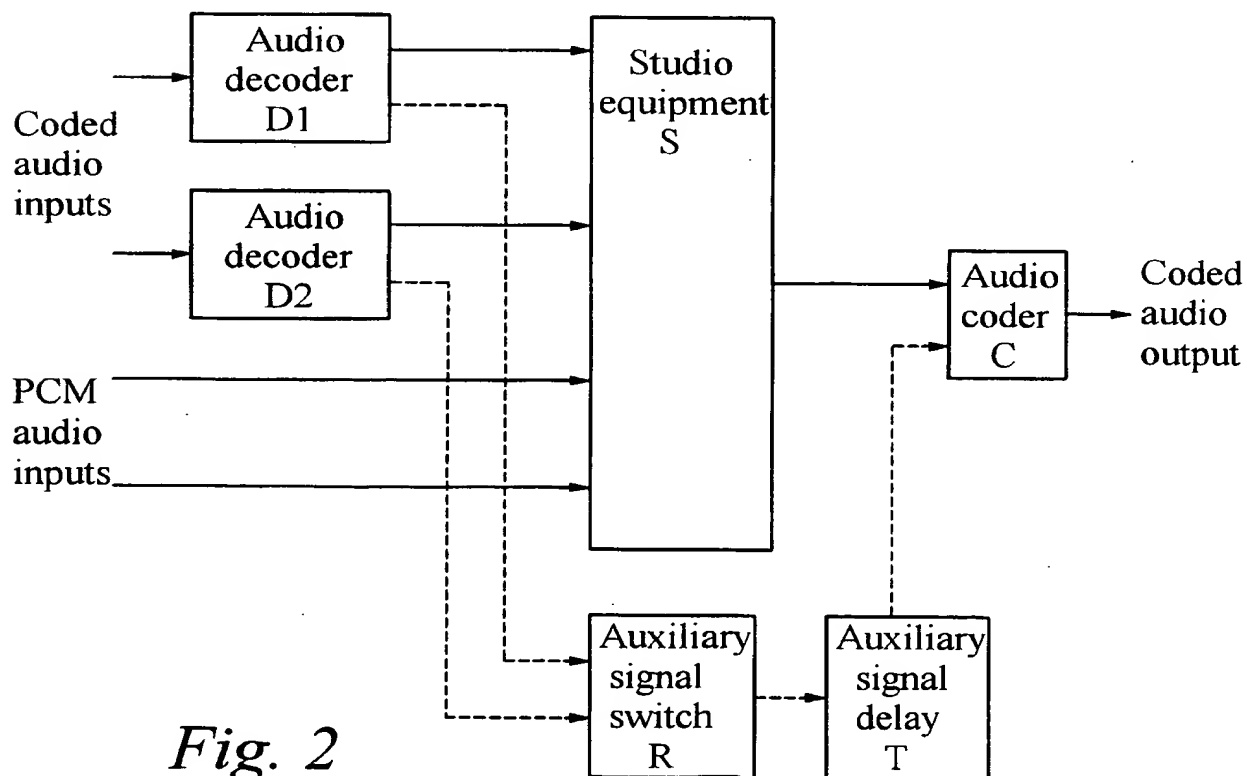 Audio
decoder
D1
Coded
audio
inputs
Audio
decoder
D2
PCM
audio
inputs
Studio
equipment
S
Audio
coder
C
Coded
audio
output
Auxiliary
signal
switch
R
Auxiliary
signal
delay
T
Fig. 2